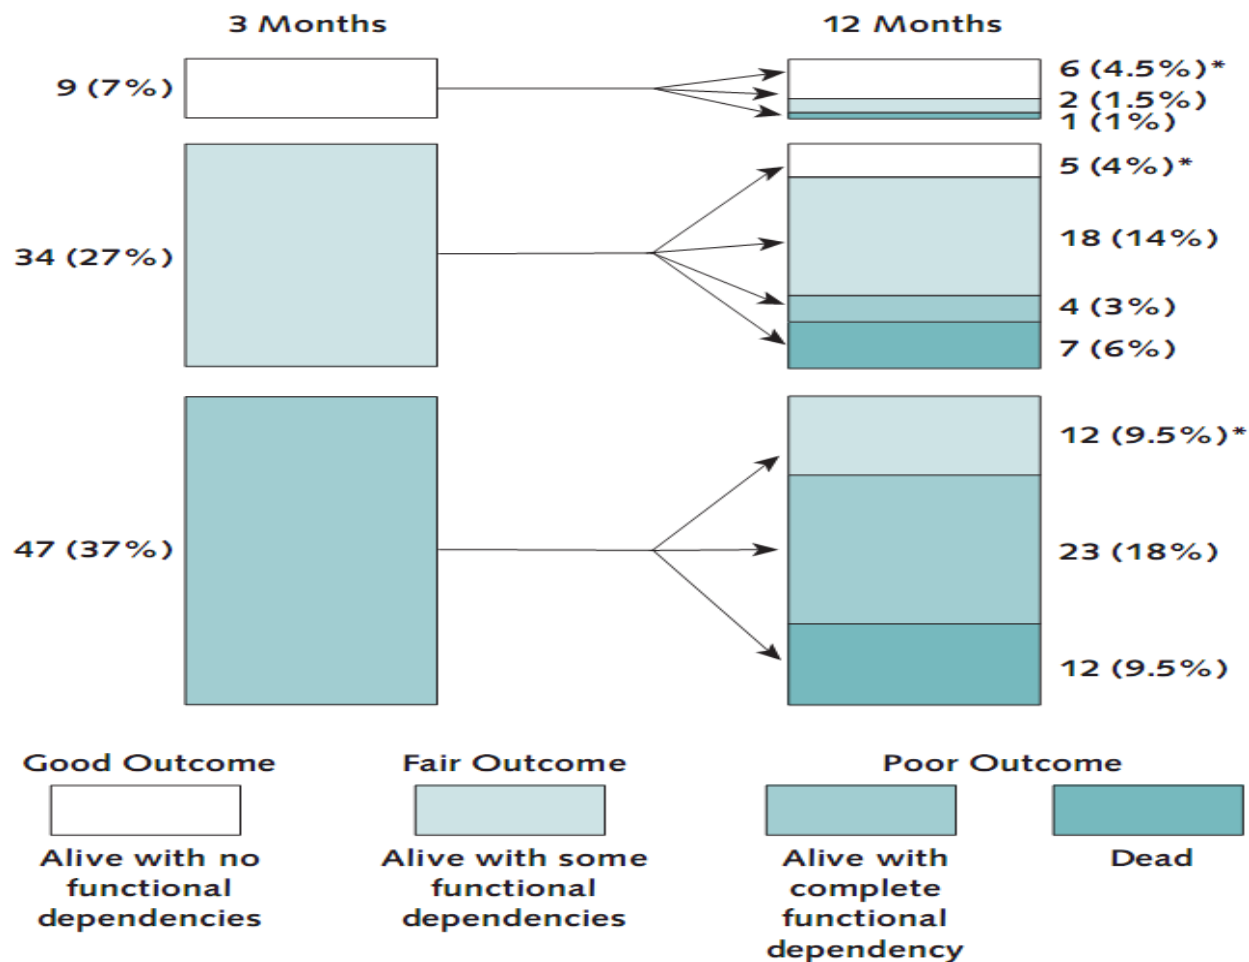 3 Months
12 Months
9 (7%)
6 (4.5%)*
2 (1.5%)
1 (1%)
34 (27%)
5 (4%)*
18 (14%)
4 (3%)
7 (6%)
47 (37%)
12 (9.5%)*
23 (18%)
12 (9.5%)
Good Outcome
Alive with no
functional
dependencies
Fair Outcome
Alive with some
functional
dependencies
Poor Outcome
Alive with
complete
functional
dependency
Dead